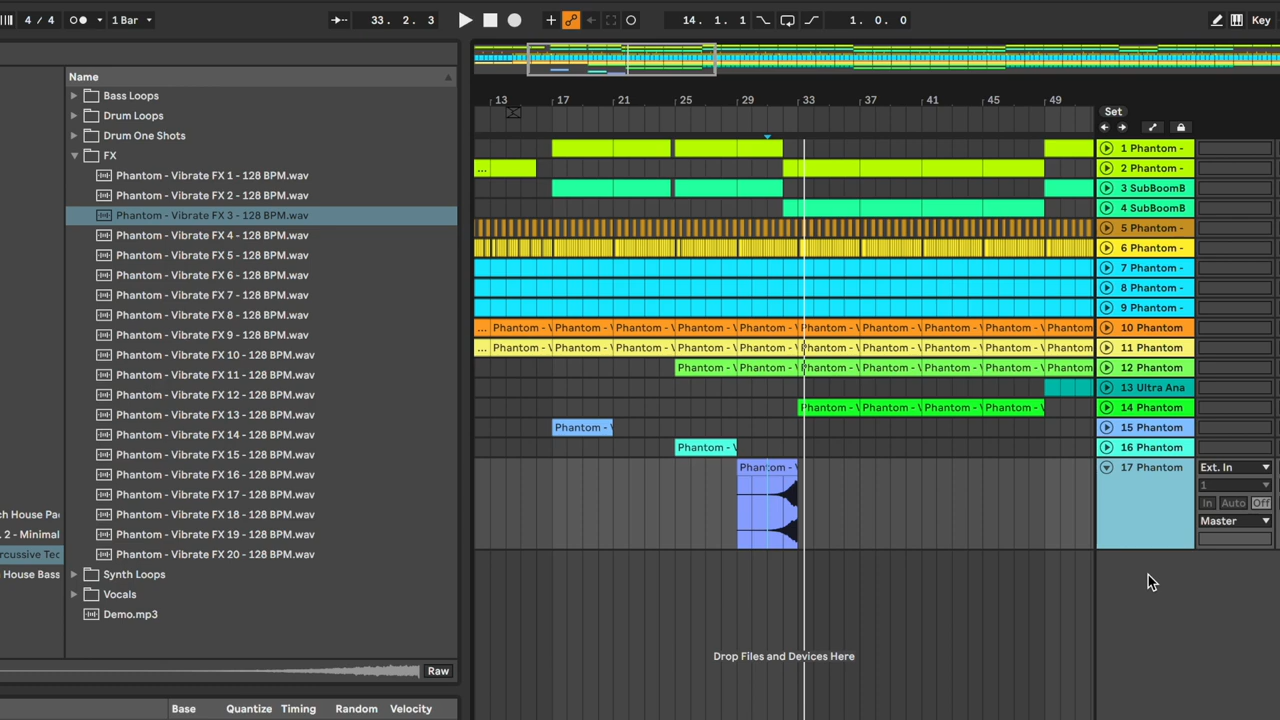 4 / 4 1 Bar 33. 2. 3 14. 1. 1 1. 0. 0 Key
Name
Bass Loops
Drum Loops
Drum One Shots
FX
Phantom - Vibrate FX 1 - 128 BPM.wav
Phantom - Vibrate FX 2 - 128 BPM.wav
Phantom - Vibrate FX 3 - 128 BPM.wav
Phantom - Vibrate FX 4 - 128 BPM.wav
Phantom - Vibrate FX 5 - 128 BPM.wav
Phantom - Vibrate FX 6 - 128 BPM.wav
Phantom - Vibrate FX 7 - 128 BPM.wav
Phantom - Vibrate FX 8 - 128 BPM.wav
Phantom - Vibrate FX 9 - 128 BPM.wav
Phantom - Vibrate FX 10 - 128 BPM.wav
Phantom - Vibrate FX 11 - 128 BPM.wav
Phantom - Vibrate FX 12 - 128 BPM.wav
Phantom - Vibrate FX 13 - 128 BPM.wav
Phantom - Vibrate FX 14 - 128 BPM.wav
Phantom - Vibrate FX 15 - 128 BPM.wav
Phantom - Vibrate FX 16 - 128 BPM.wav
Phantom - Vibrate FX 17 - 128 BPM.wav
Phantom - Vibrate FX 18 - 128 BPM.wav
Phantom - Vibrate FX 19 - 128 BPM.wav
Phantom - Vibrate FX 20 - 128 BPM.wav
Synth Loops
Vocals
Demo.mp3
ch House Pa
. 2 - Minimal
rcussive Tec
h House Bass
Raw
Base Quantize Timing Random Velocity
13 17 21 25 29 33 37 41 45 49
Set
1 Phantom -
... 2 Phantom -
3 SubBoomB
4 SubBoomB
5 Phantom -
6 Phantom -
7 Phantom -
8 Phantom -
9 Phantom -
... Phantom - \ Phantom - \ Phantom - \ Phantom - \ Phantom - \ Phantom - \ Phantom - \ Phantom - \ Phantom - \ Phantom 10 Phantom
... Phantom - \ Phantom - \ Phantom - \ Phantom - \ Phantom - \ Phantom - \ Phantom - \ Phantom - \ Phantom - \ Phantom 11 Phantom
Phantom - \ Phantom - \ Phantom - \ Phantom - \ Phantom - \ Phantom - \ Phantom 12 Phantom
13 Ultra Ana
Phantom - \ Phantom - \ Phantom - \ Phantom - \ 14 Phantom
Phantom - \ 15 Phantom
Phantom - \ 16 Phantom
Phantom - \ 17 Phantom Ext. In
1
In Auto Off
Master
Drop Files and Devices Here